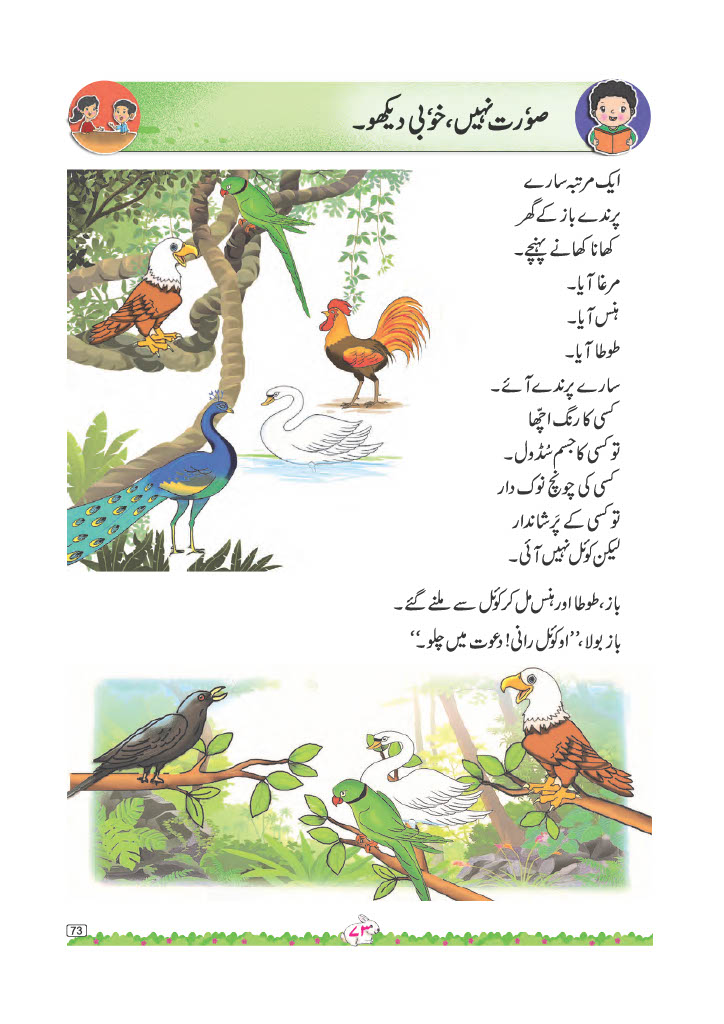 صوٗرت نہیں، خوٗبی دیکھو۔
ایک مرتبہ سارے
پرندے باز کے گھر
کھانا کھانے پہنچے۔
مرغا آیا۔
ہنس آیا۔
طوطا آیا۔
سارے پرندے آئے۔
کسی کا رنگ اچّھا
تو کسی کا جسم سُڈول۔
کسی کی چونچ نوک دار
تو کسی کے پَر شاندار
لیکن کوئل نہیں آئی۔
باز، طوطا اور ہنس مل کر کوئل سے ملنے گئے۔
باز بولا، ”او کوئل رانی! دعوت میں چلو۔“
73
۷۳